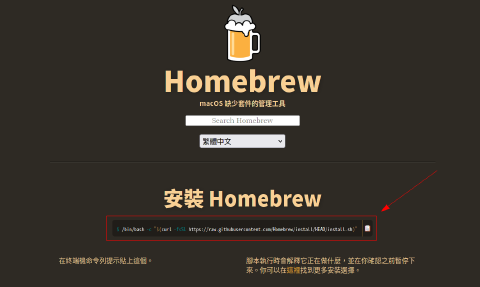 Homebrew
macOS 缺少套件的管理工具
Search Homebrew
繁體中文
安裝 Homebrew
/bin/bash -c "$(curl -fsSL https://raw.githubusercontent.com/Homebrew/install/HEAD/install.sh)"
在終端機命令列提示貼上這個。
腳本執行時會解釋它正在做什麼，並在你確認之前暫停下
來。你可以在這裡找到更多安裝選擇。